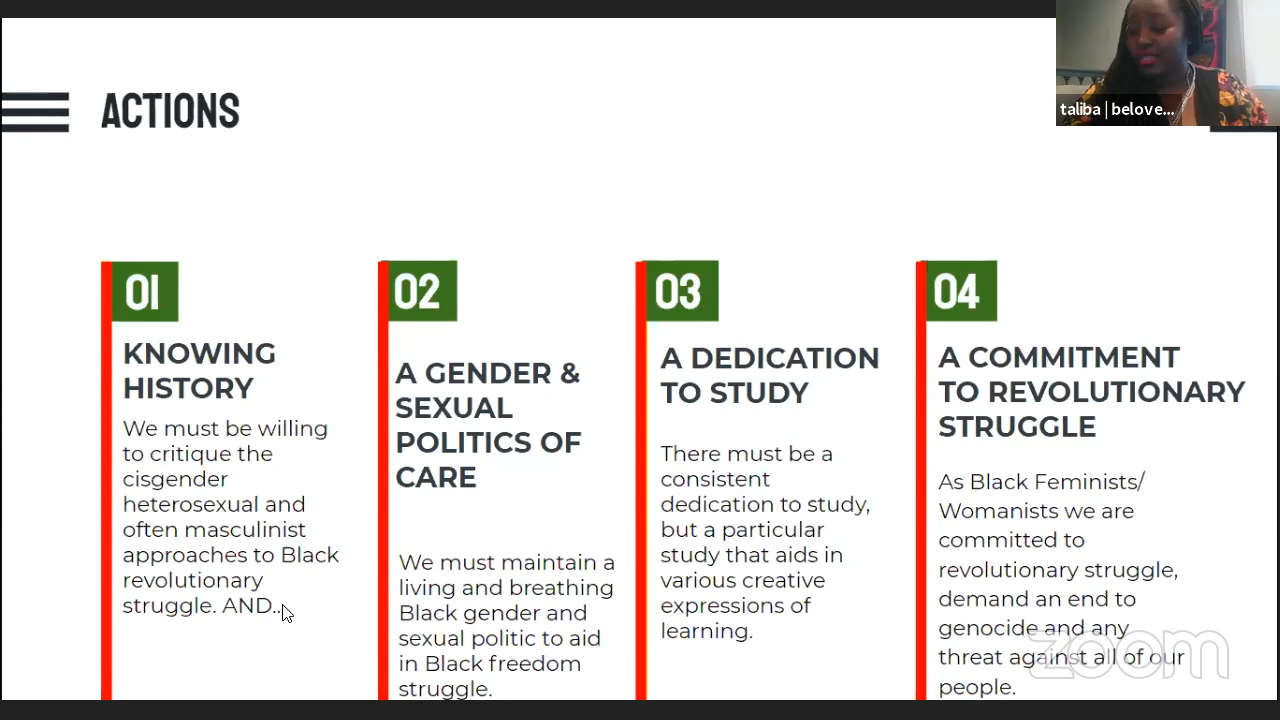 taliba | belove...
ACTIONS
01
KNOWING
HISTORY
We must be willing
to critique the
cisgender
heterosexual and
often masculinist
approaches to Black
revolutionary
struggle. AND...
02
A GENDER &
SEXUAL
POLITICS OF
CARE
We must maintain a
living and breathing
Black gender and
sexual politic to aid
in Black freedom
struggle.
03
A DEDICATION
TO STUDY
There must be a
consistent
dedication to study,
but a particular
study that aids in
various creative
expressions of
learning.
04
A COMMITMENT
TO REVOLUTIONARY
STRUGGLE
As Black Feminists/
Womanists we are
committed to
revolutionary struggle,
demand an end to
genocide and any
threat against all of our
people.
zoom